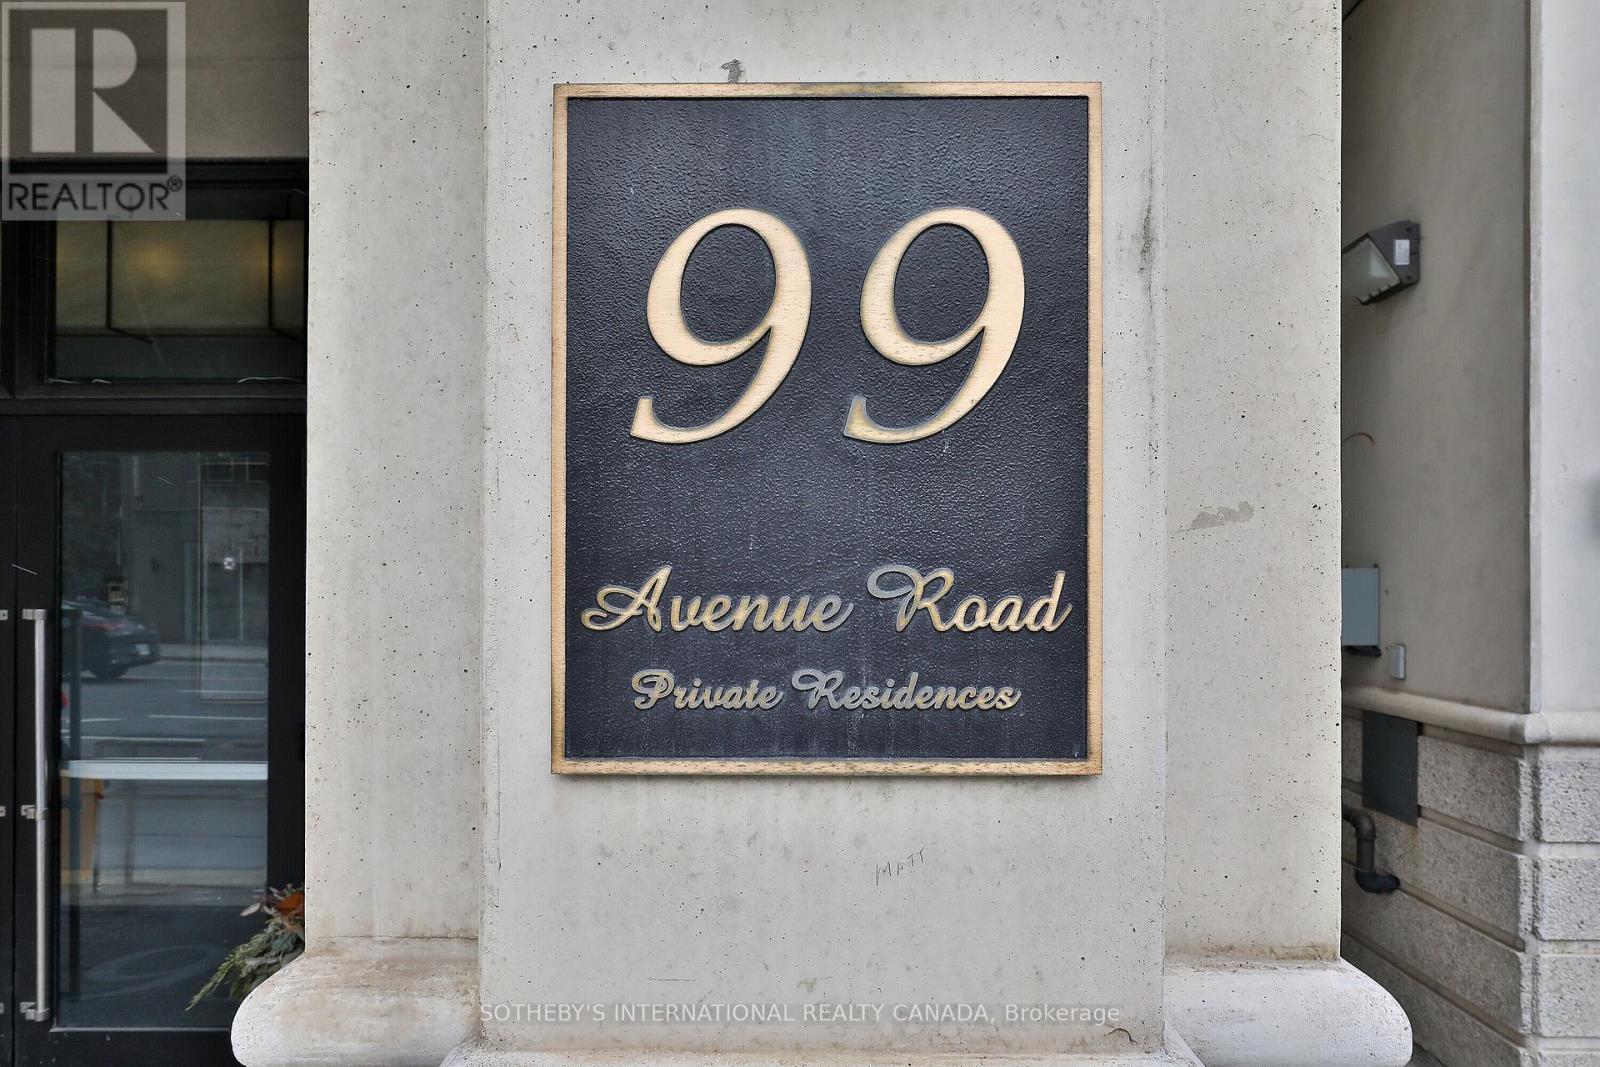 R
REALTOR®
99
Avenue Road
Private Residences
MATT
SOTHEBY'S INTERNATIONAL REALTY CANADA, Brokerage